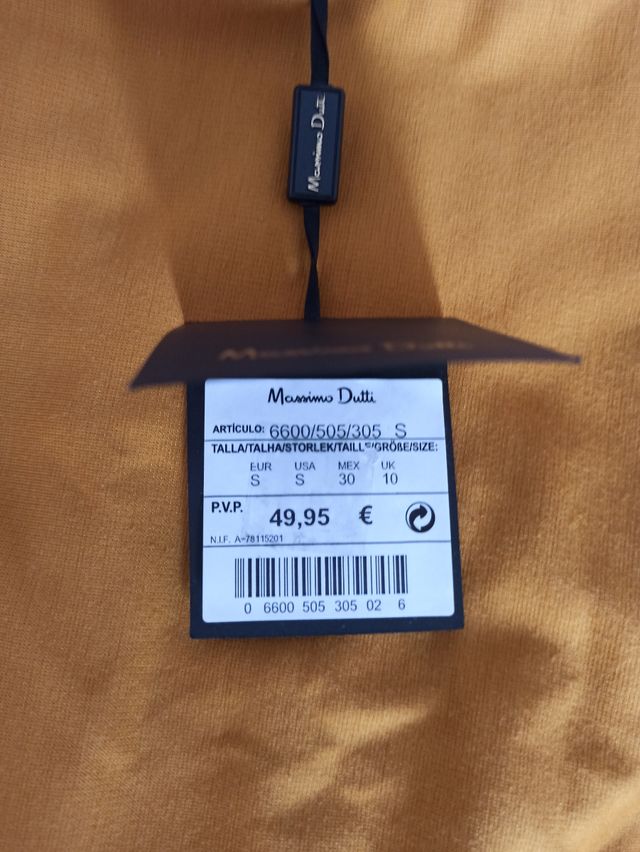 Massimo Dutti
Massimo Dutti
Massimo Dutti
ARTÍCULO: 6600/505/305 S
TALLA/TALHA/STORLEK/TAILLE/GRÖßE/SIZE:
EUR USA MEX UK
S S 30 10
P.V.P. 49,95 €
N.I.F. A-78115201
0 6600 505 305 02 6